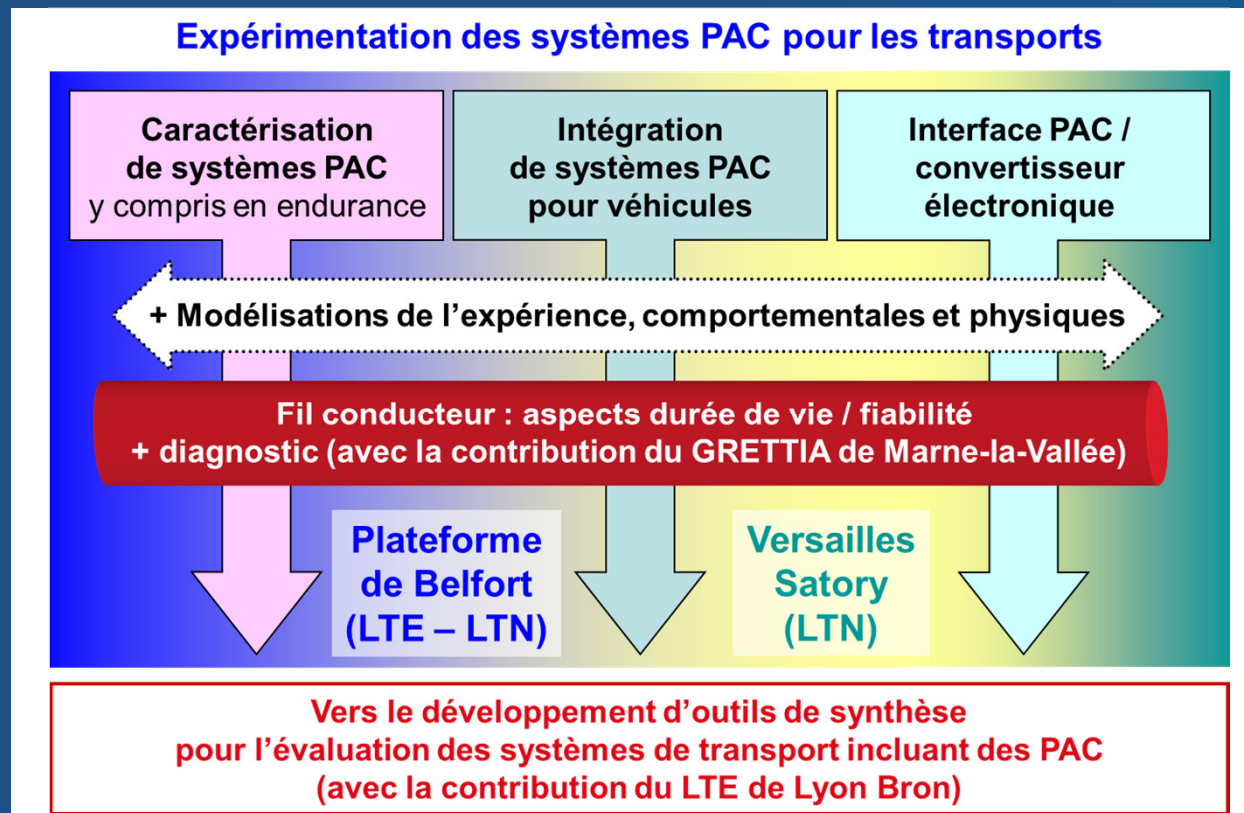 Expérimentation des systèmes PAC pour les transports
Caractérisation
de systèmes PAC
y compris en endurance
Intégration
de systèmes PAC
pour véhicules
Interface PAC /
convertisseur
électronique
+ Modélisations de l’expérience, comportementales et physiques
Fil conducteur : aspects durée de vie / fiabilité
+ diagnostic (avec la contribution du GRETTIA de Marne-la-Vallée)
Plateforme
de Belfort
(LTE – LTN)
Versailles
Satory
(LTN)
Vers le développement d’outils de synthèse
pour l’évaluation des systèmes de transport incluant des PAC
(avec la contribution du LTE de Lyon Bron)